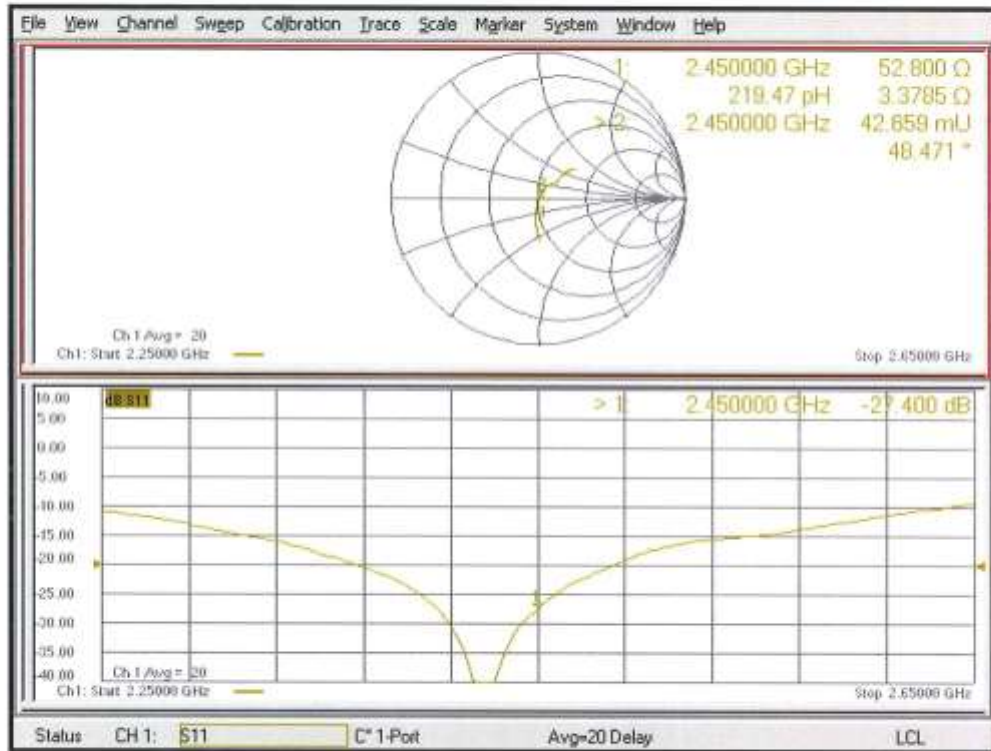 File View Channel Sweep Calibration Trace Scale Marker System Window Help
1: 2.450000 GHz 52.800 Ω
219.47 pH 3.3785 Ω
> 2: 2.450000 GHz 42.659 mU
48.471 °
Ch 1 Avg = 20
Ch1: Start 2.25000 GHz
Stop 2.65000 GHz
10.00
dB S11
> 1: 2.450000 GHz -27.400 dB
5.00
0.00
-5.00
-10.00
-15.00
-20.00
-25.00
-30.00
-35.00
-40.00
1
Ch 1 Avg = 20
Ch1: Start 2.25000 GHz
Stop 2.65000 GHz
Status CH 1: S11 C* 1-Port Avg=20 Delay LCL